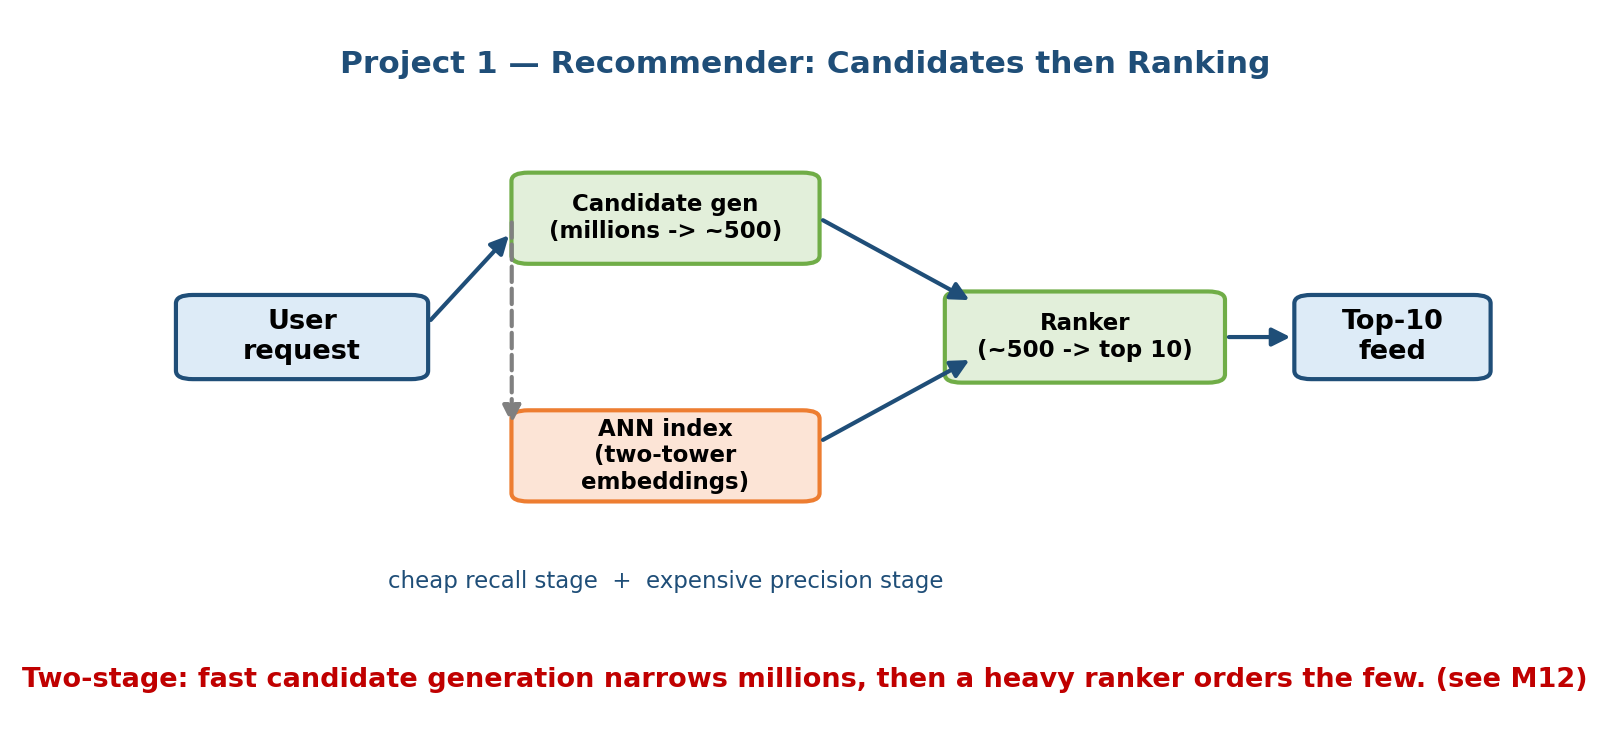 Project 1 — Recommender: Candidates then Ranking
Candidate gen
(millions -> ~500)
User
request
Ranker
(~500 -> top 10)
Top-10
feed
ANN index
(two-tower
embeddings)
cheap recall stage + expensive precision stage
Two-stage: fast candidate generation narrows millions, then a heavy ranker orders the few. (see M12)